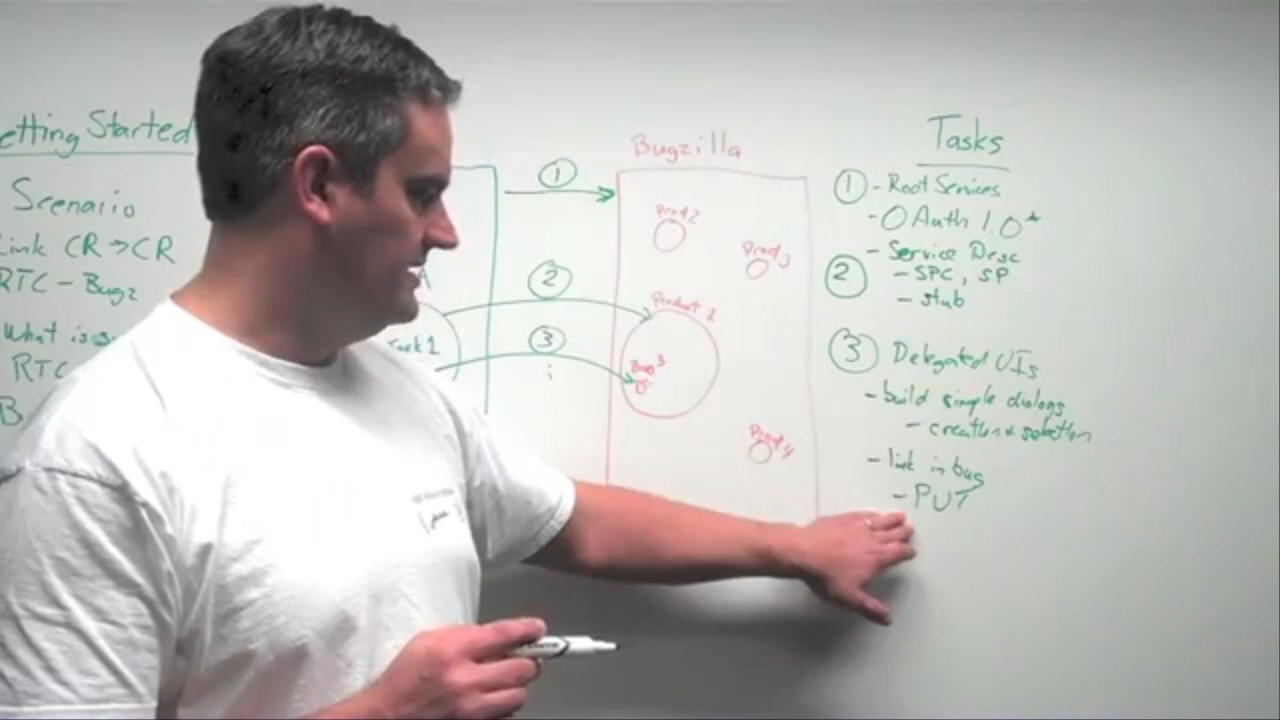 etting Started
Scenario
Link CR → CR
RTC - Bugz
What is
RTC
B
A
Task 1
1
2
3
Bugzilla
Prod 2
Prod 3
Product 1
Bug 3
Prod 4
Tasks
1 - Root Services
- OAuth 1.0*
- Service Desc
2 - SPC, SP
- stub
3 Delegated UIs
- build simple dialogs
- creation & selection
- link in bug
- PUT